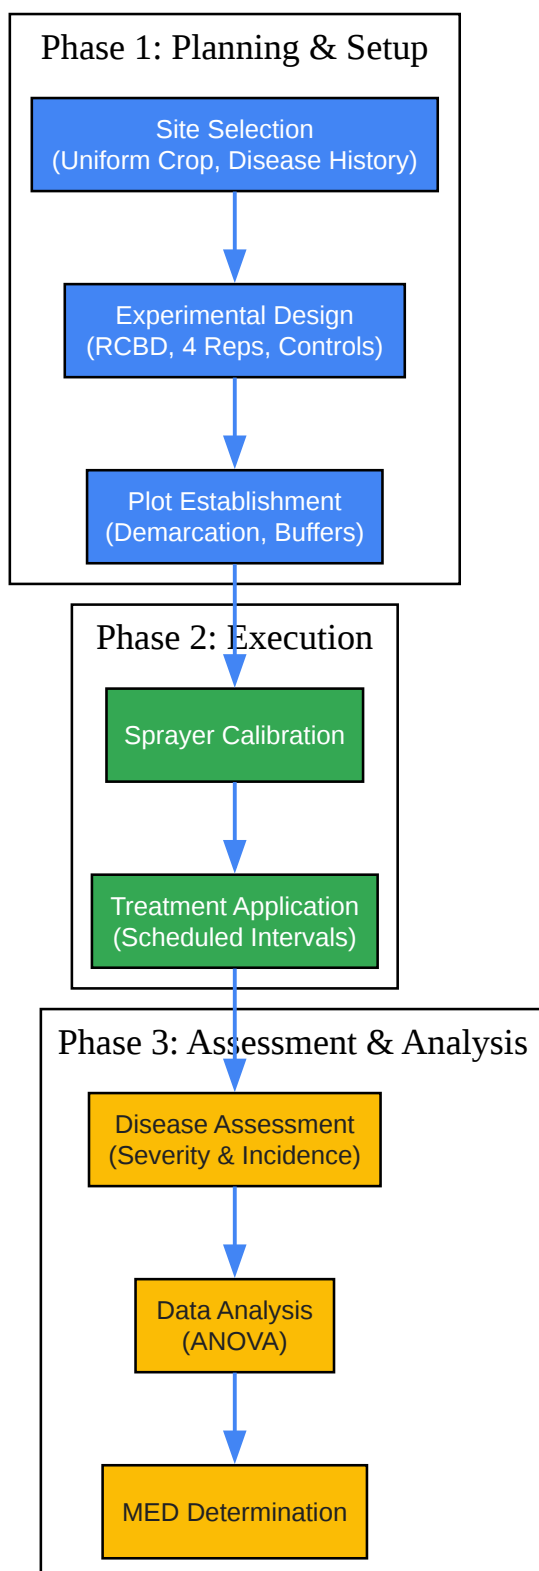 Phase 1: Planning & Setup
Site Selection
(Uniform Crop, Disease History)
Experimental Design
(RCBD, 4 Reps, Controls)
Plot Establishment
(Demarcation, Buffers)
Phase 2: Execution
Sprayer Calibration
Treatment Application
(Scheduled Intervals)
Phase 3: Assessment & Analysis
Disease Assessment
(Severity & Incidence)
Data Analysis
(ANOVA)
MED Determination